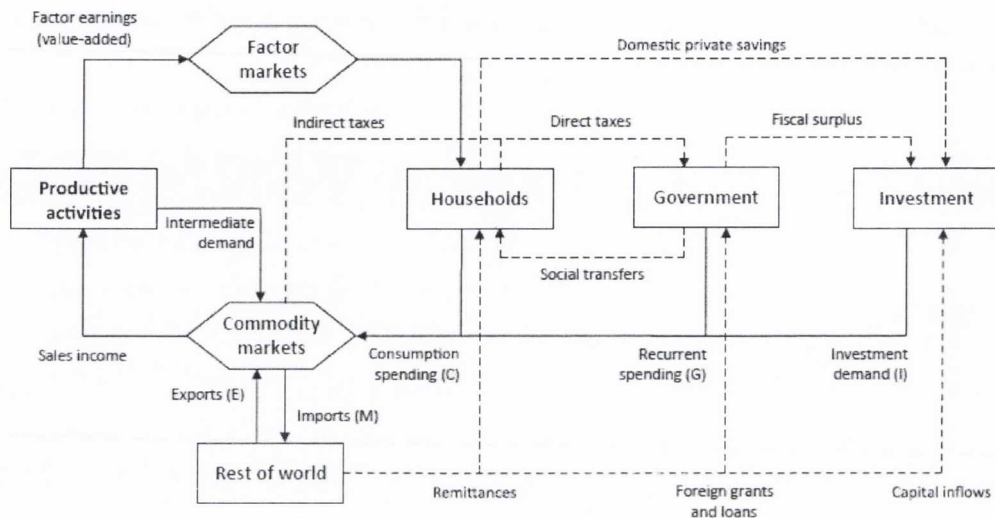 Factor earnings
(value-added)
Factor
markets
Domestic private savings
Indirect taxes
Direct taxes
Fiscal surplus
Productive
activities
Households
Government
Investment
Intermediate
demand
Social transfers
Commodity
markets
Sales income
Consumption
spending (C)
Recurrent
spending (G)
Investment
demand (I)
Exports (E)
Imports (M)
Rest of world
Remittances
Foreign grants
and loans
Capital inflows